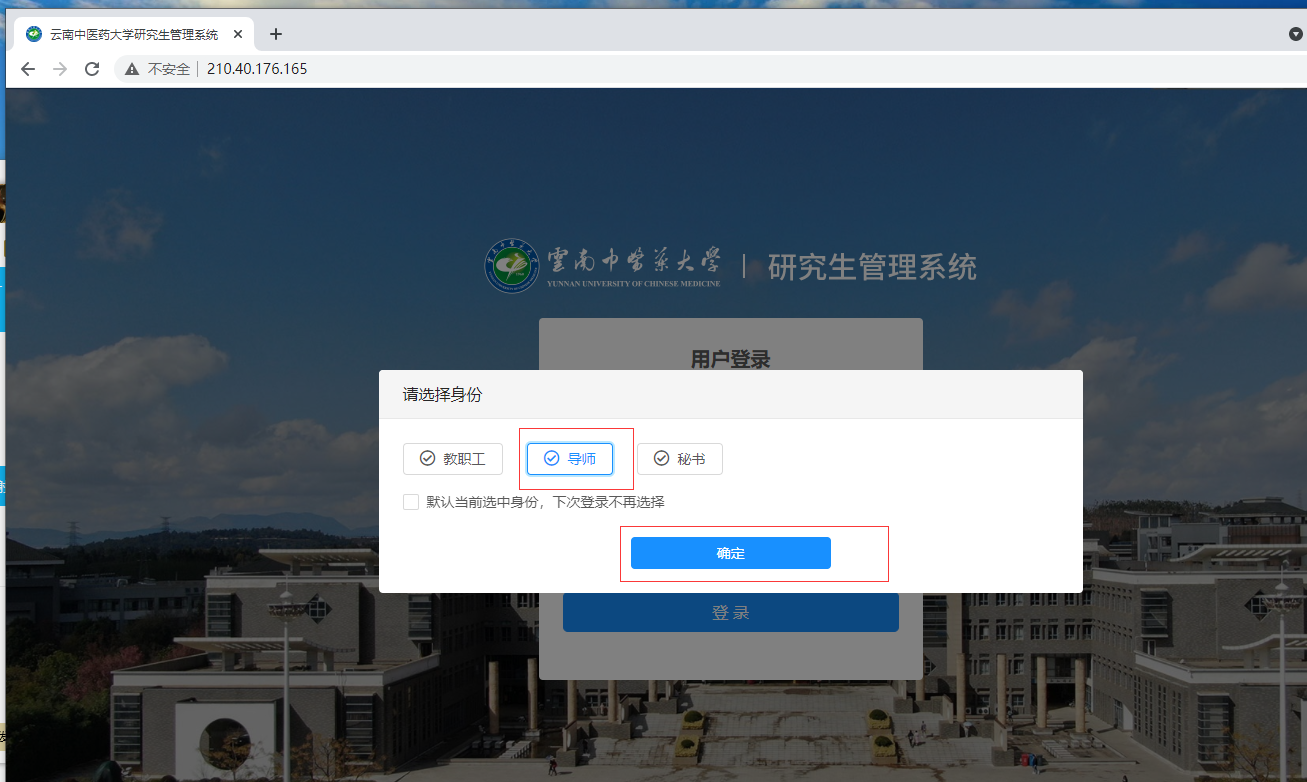 云南中医药大学研究生管理系统
不安全 210.40.176.165
雲南中醫藥大學 | 研究生管理系统
YUNNAN UNIVERSITY OF CHINESE MEDICINE
用户登录
请选择身份
教职工 导师 秘书
默认当前选中身份，下次登录不再选择
确定
登 录